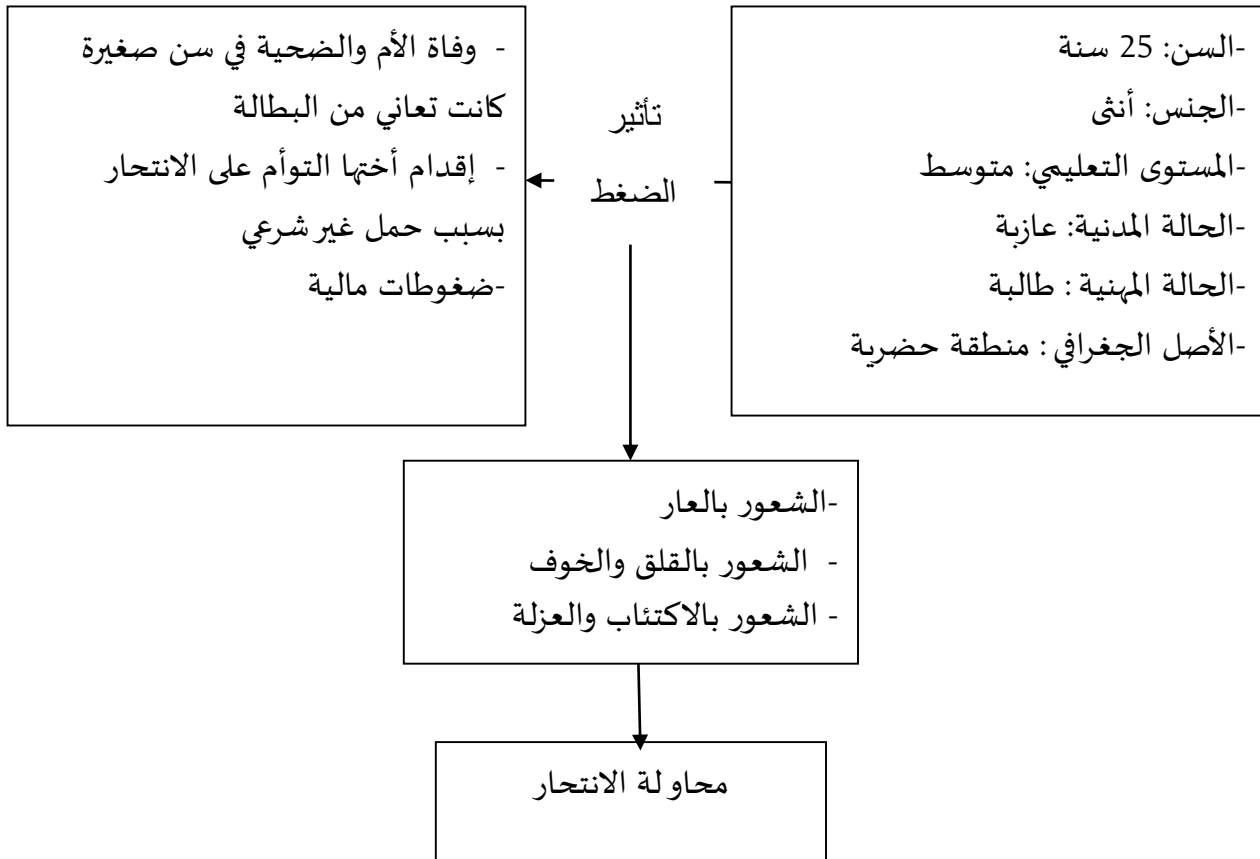 -السن: 25 سنة
-الجنس: أنثى
-المستوى التعليمي: متوسط
-الحالة المدنية: عازبة
-الحالة المهنية : طالبة
-الأصل الجغرافي : منطقة حضرية
تأثير
الضغط
- وفاة الأم والضحية في سن صغيرة
كانت تعاني من البطالة
- إقدام أختها التوأم على الانتحار
بسبب حمل غير شرعي
-ضغوطات مالية
-الشعور بالعار
- الشعور بالقلق والخوف
- الشعور بالاكتئاب والعزلة
محاولة الانتحار